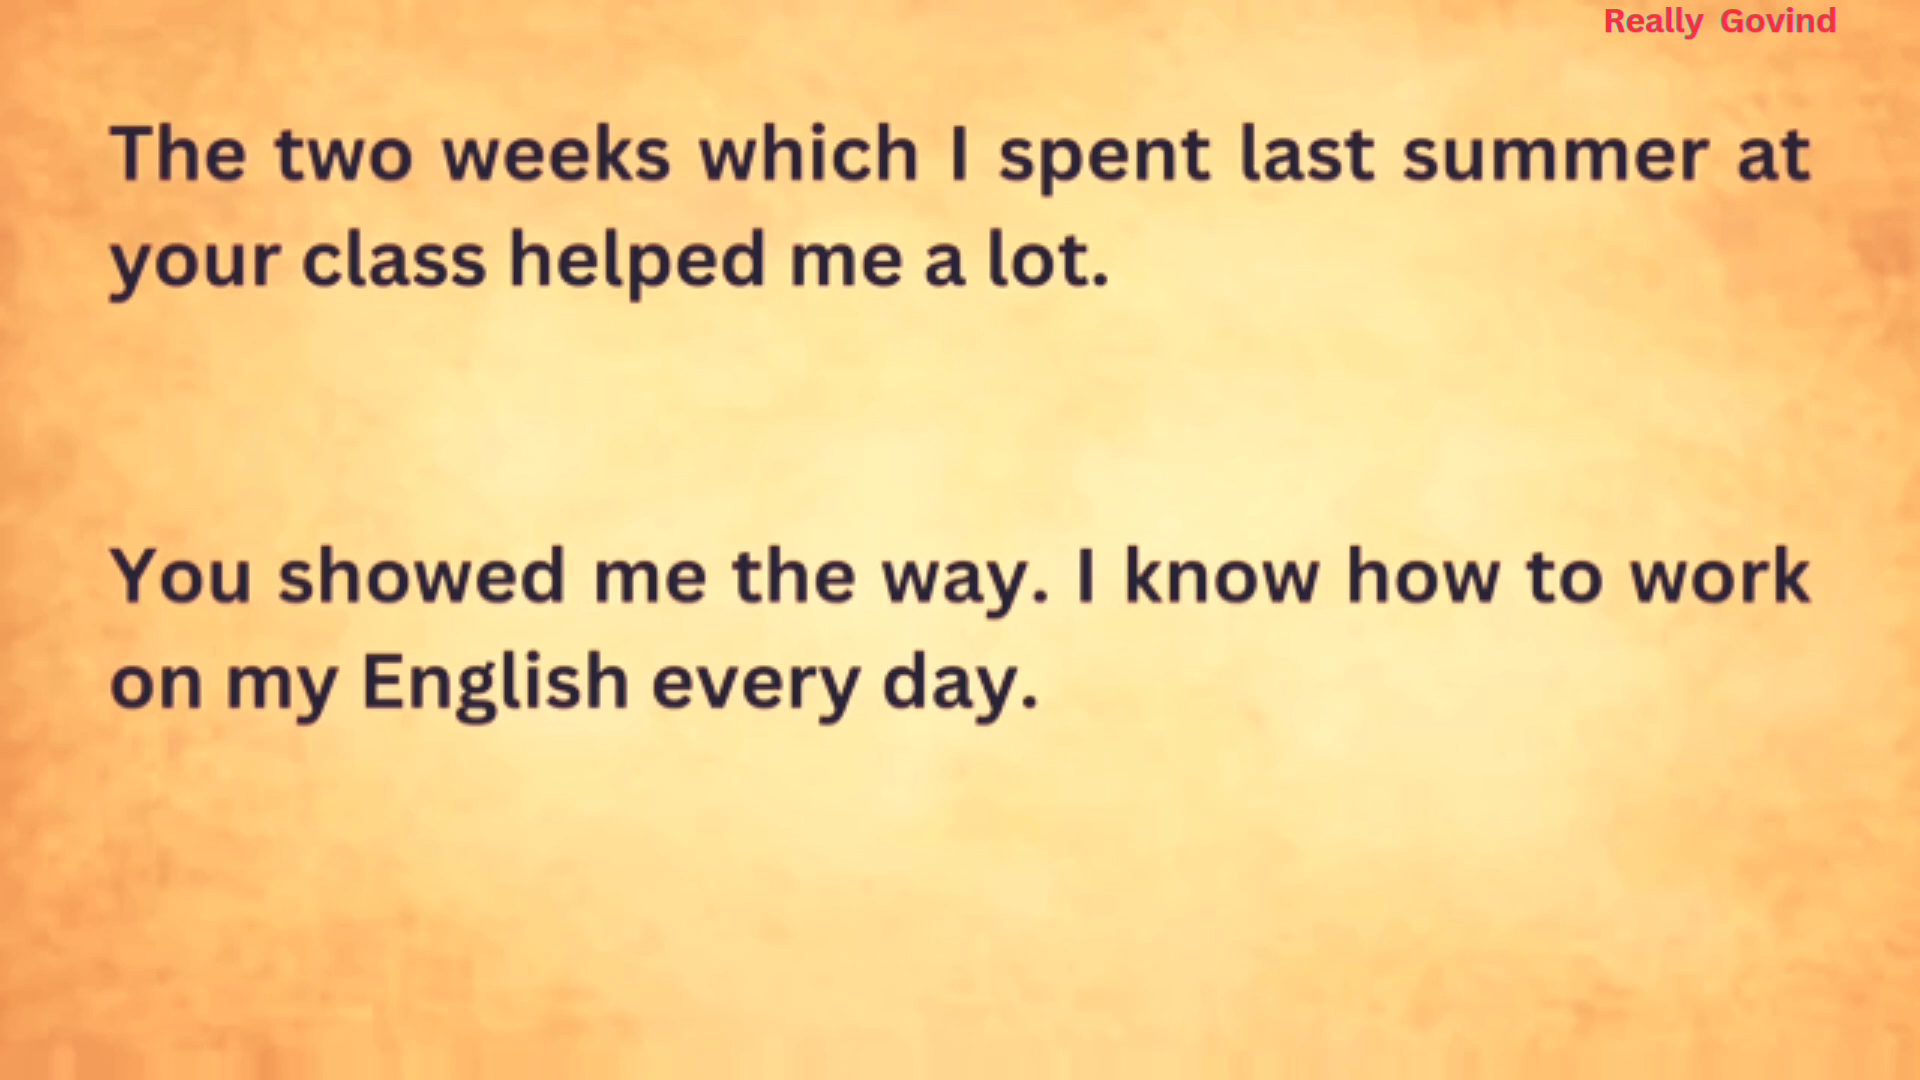 Really Govind
The two weeks which I spent last summer at
your class helped me a lot.
You showed me the way. I know how to work
on my English every day.